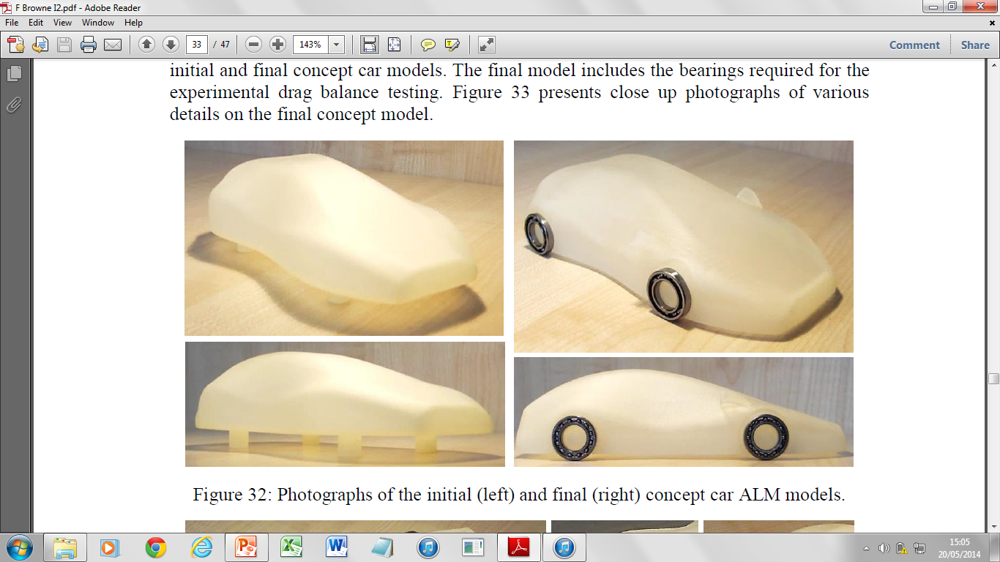 F Browne I2.pdf - Adobe Reader
File Edit View Window Help
33 / 47 143% Comment Share
initial and final concept car models. The final model includes the bearings required for the
experimental drag balance testing. Figure 33 presents close up photographs of various
details on the final concept model.
Figure 32: Photographs of the initial (left) and final (right) concept car ALM models.
15:05
20/05/2014